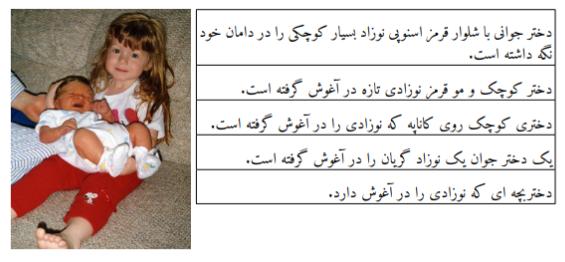 دختر جوانی با شلوار قرمز اسنوپی نوزاد بسیار کوچکی را در دامان خود
نگه داشته است.
دختر کوچک و مو قرمز نوزادی تازه در آغوش گرفته است.
دختری کوچک روی کاناپه که نوزادی را در آغوش گرفته است.
یک دختر جوان یک نوزاد گریان را در آغوش گرفته است.
دختربچه ای که نوزادی را در آغوش دارد.